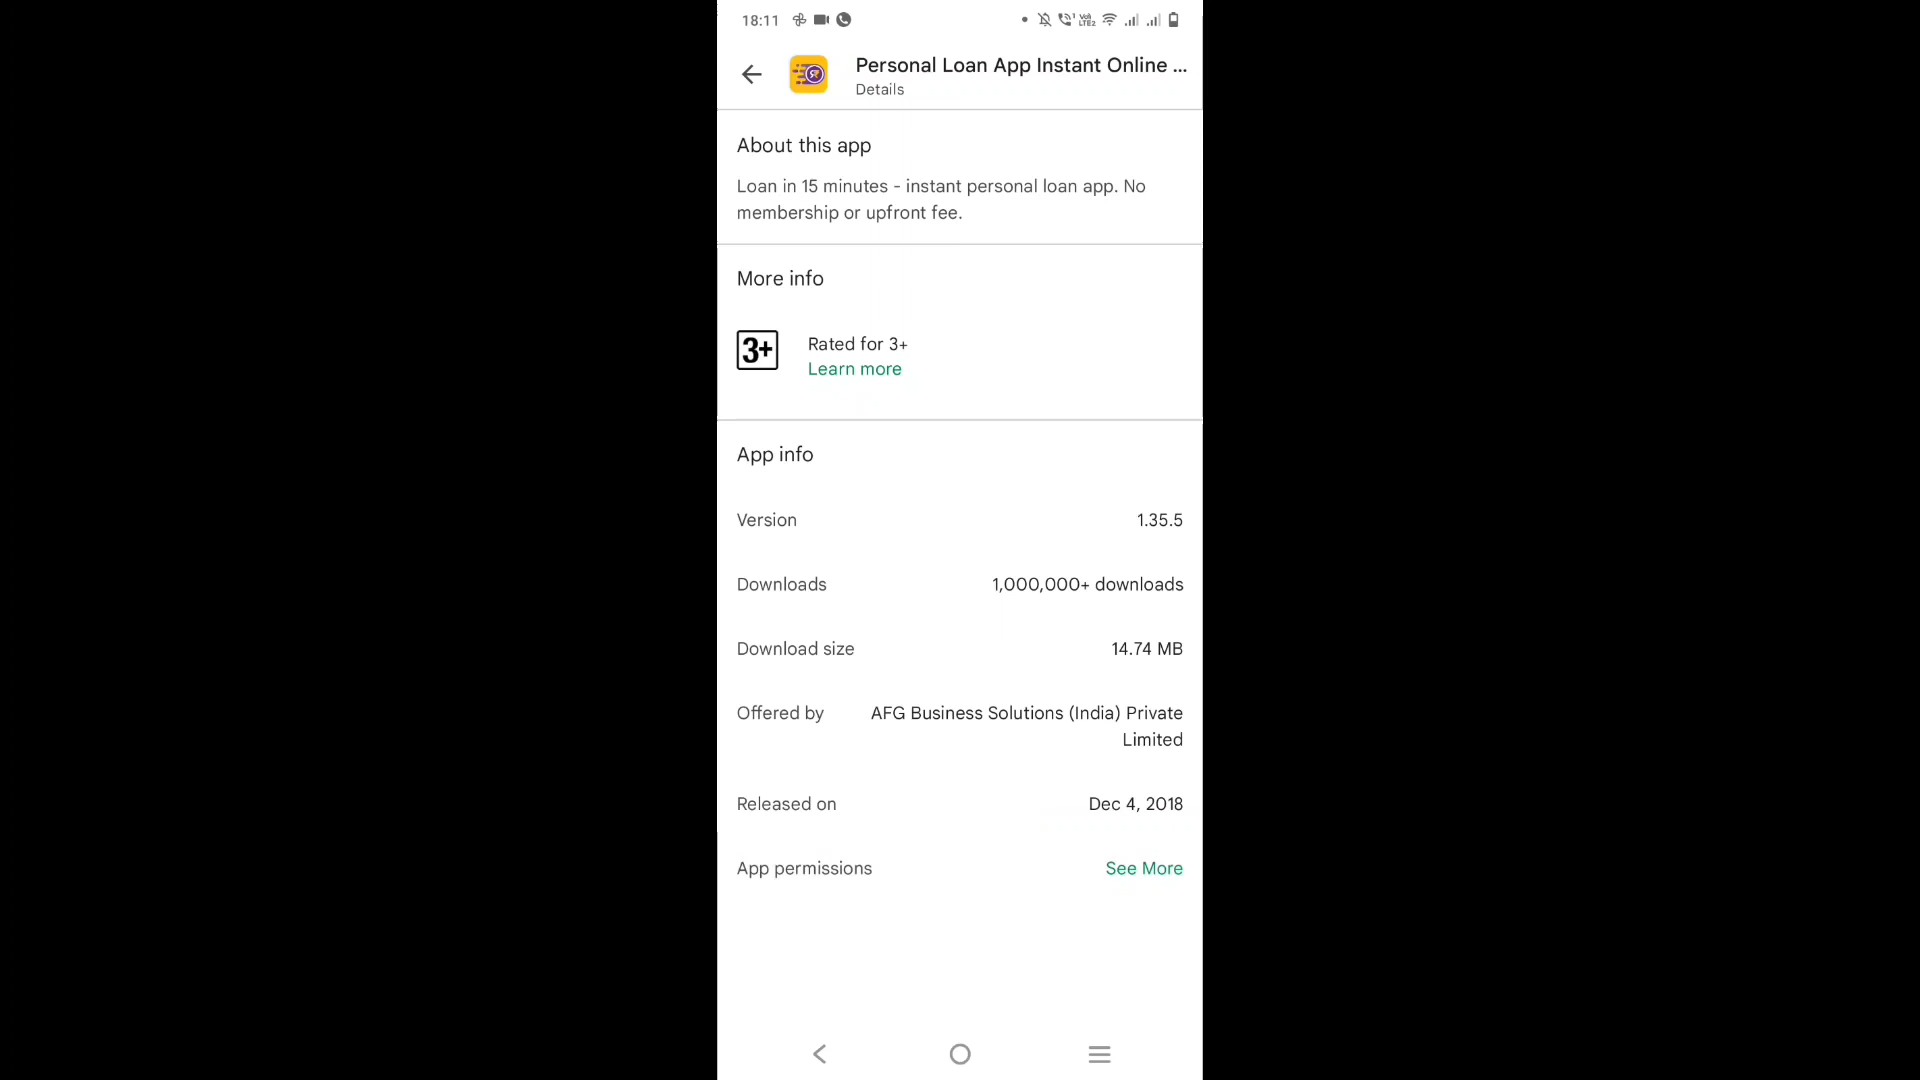 18:11
Personal Loan App Instant Online ...
Details
About this app
Loan in 15 minutes - instant personal loan app. No
membership or upfront fee.
More info
3+
Rated for 3+
Learn more
App info
Version 1.35.5
Downloads 1,000,000+ downloads
Download size 14.74 MB
Offered by AFG Business Solutions (India) Private
Limited
Released on Dec 4, 2018
App permissions See More